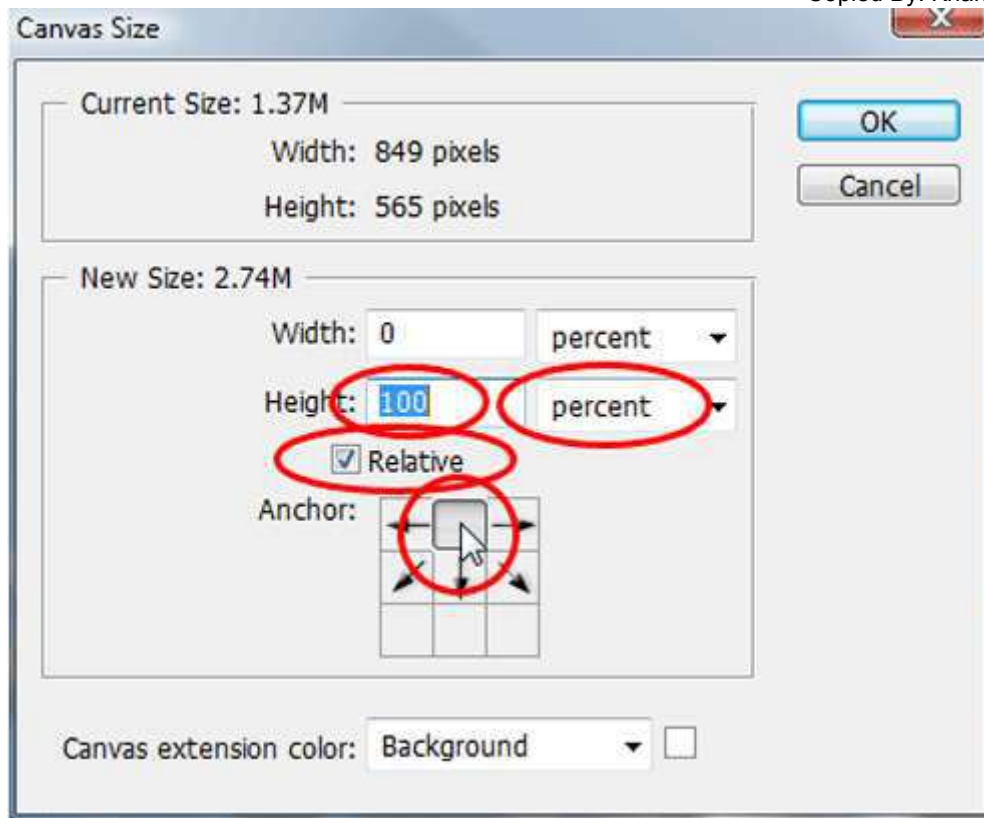 Canvas Size
Current Size: 1.37M
Width: 849 pixels
Height: 565 pixels
OK
Cancel
New Size: 2.74M
Width: 0 percent
Height: 100 percent
Relative
Anchor:
Canvas extension color: Background